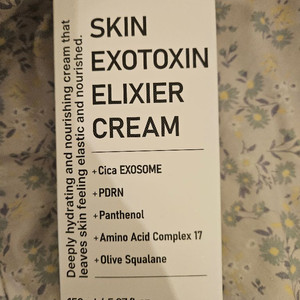 Deeply hydrating and nourishing cream that
leaves skin feeling elastic and nourished.
SKIN
EXOTOXIN
ELIXIER
CREAM
+Cica EXOSOME
+PDRN
+Panthenol
+Amino Acid Complex 17
+Olive Squalane